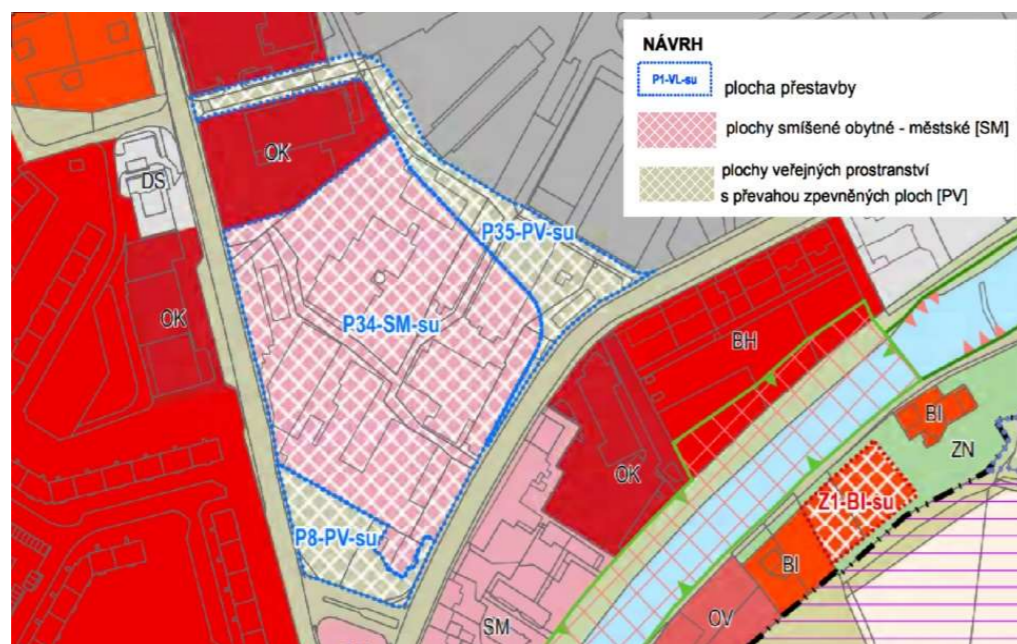 NÁVRH
P1-VL-su
plocha přestavby
plochy smíšené obytné - městské [SM]
plochy veřejných prostranství
s převahou zpevněných ploch [PV]
OK
DS
P35-PV-su
P34-SM-su
OK
BH
BI
ZN
OK
Z1-BI-su
P8-PV-su
BI
OV
SM